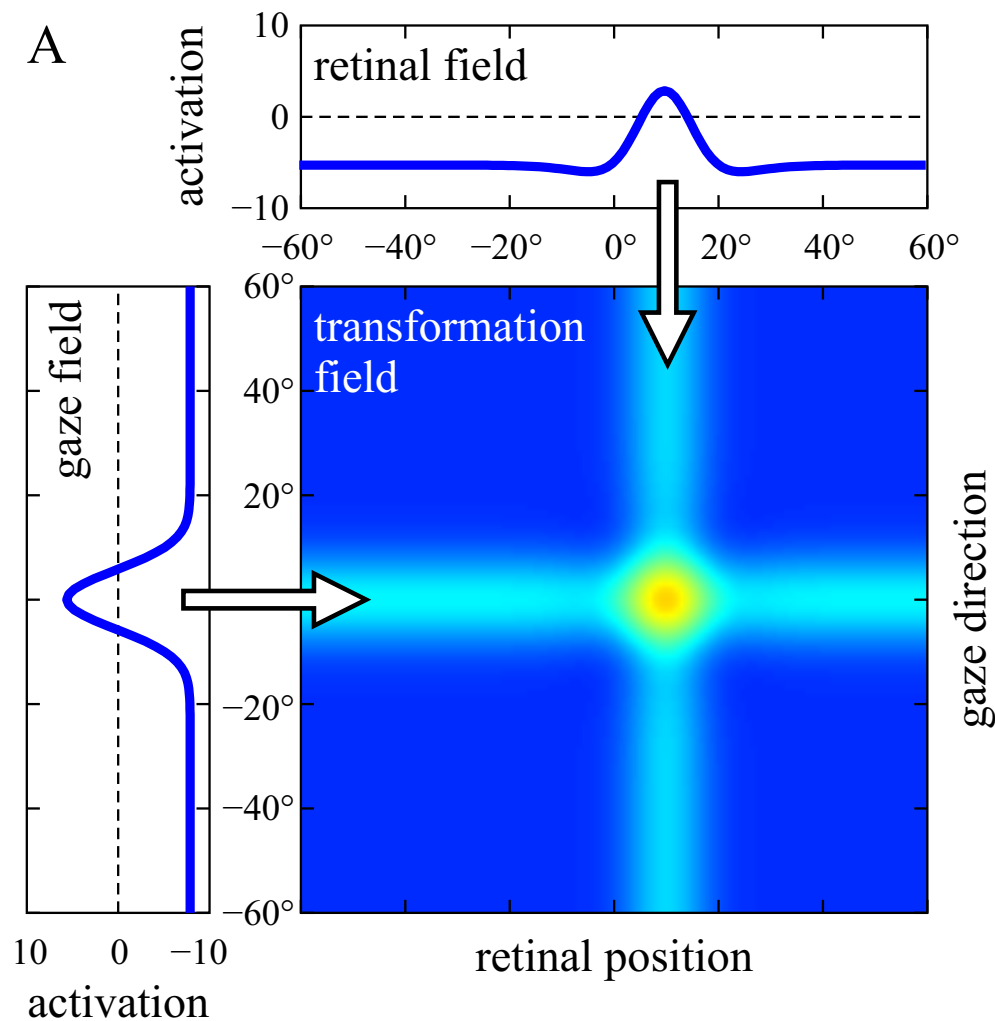 A
activation
10
0
−10
retinal field
−60° −40° −20° 0° 20° 40° 60°
gaze field
60°
40°
20°
−20°
−40°
−60°
transformation
field
gaze direction
10 0 −10
activation
retinal position